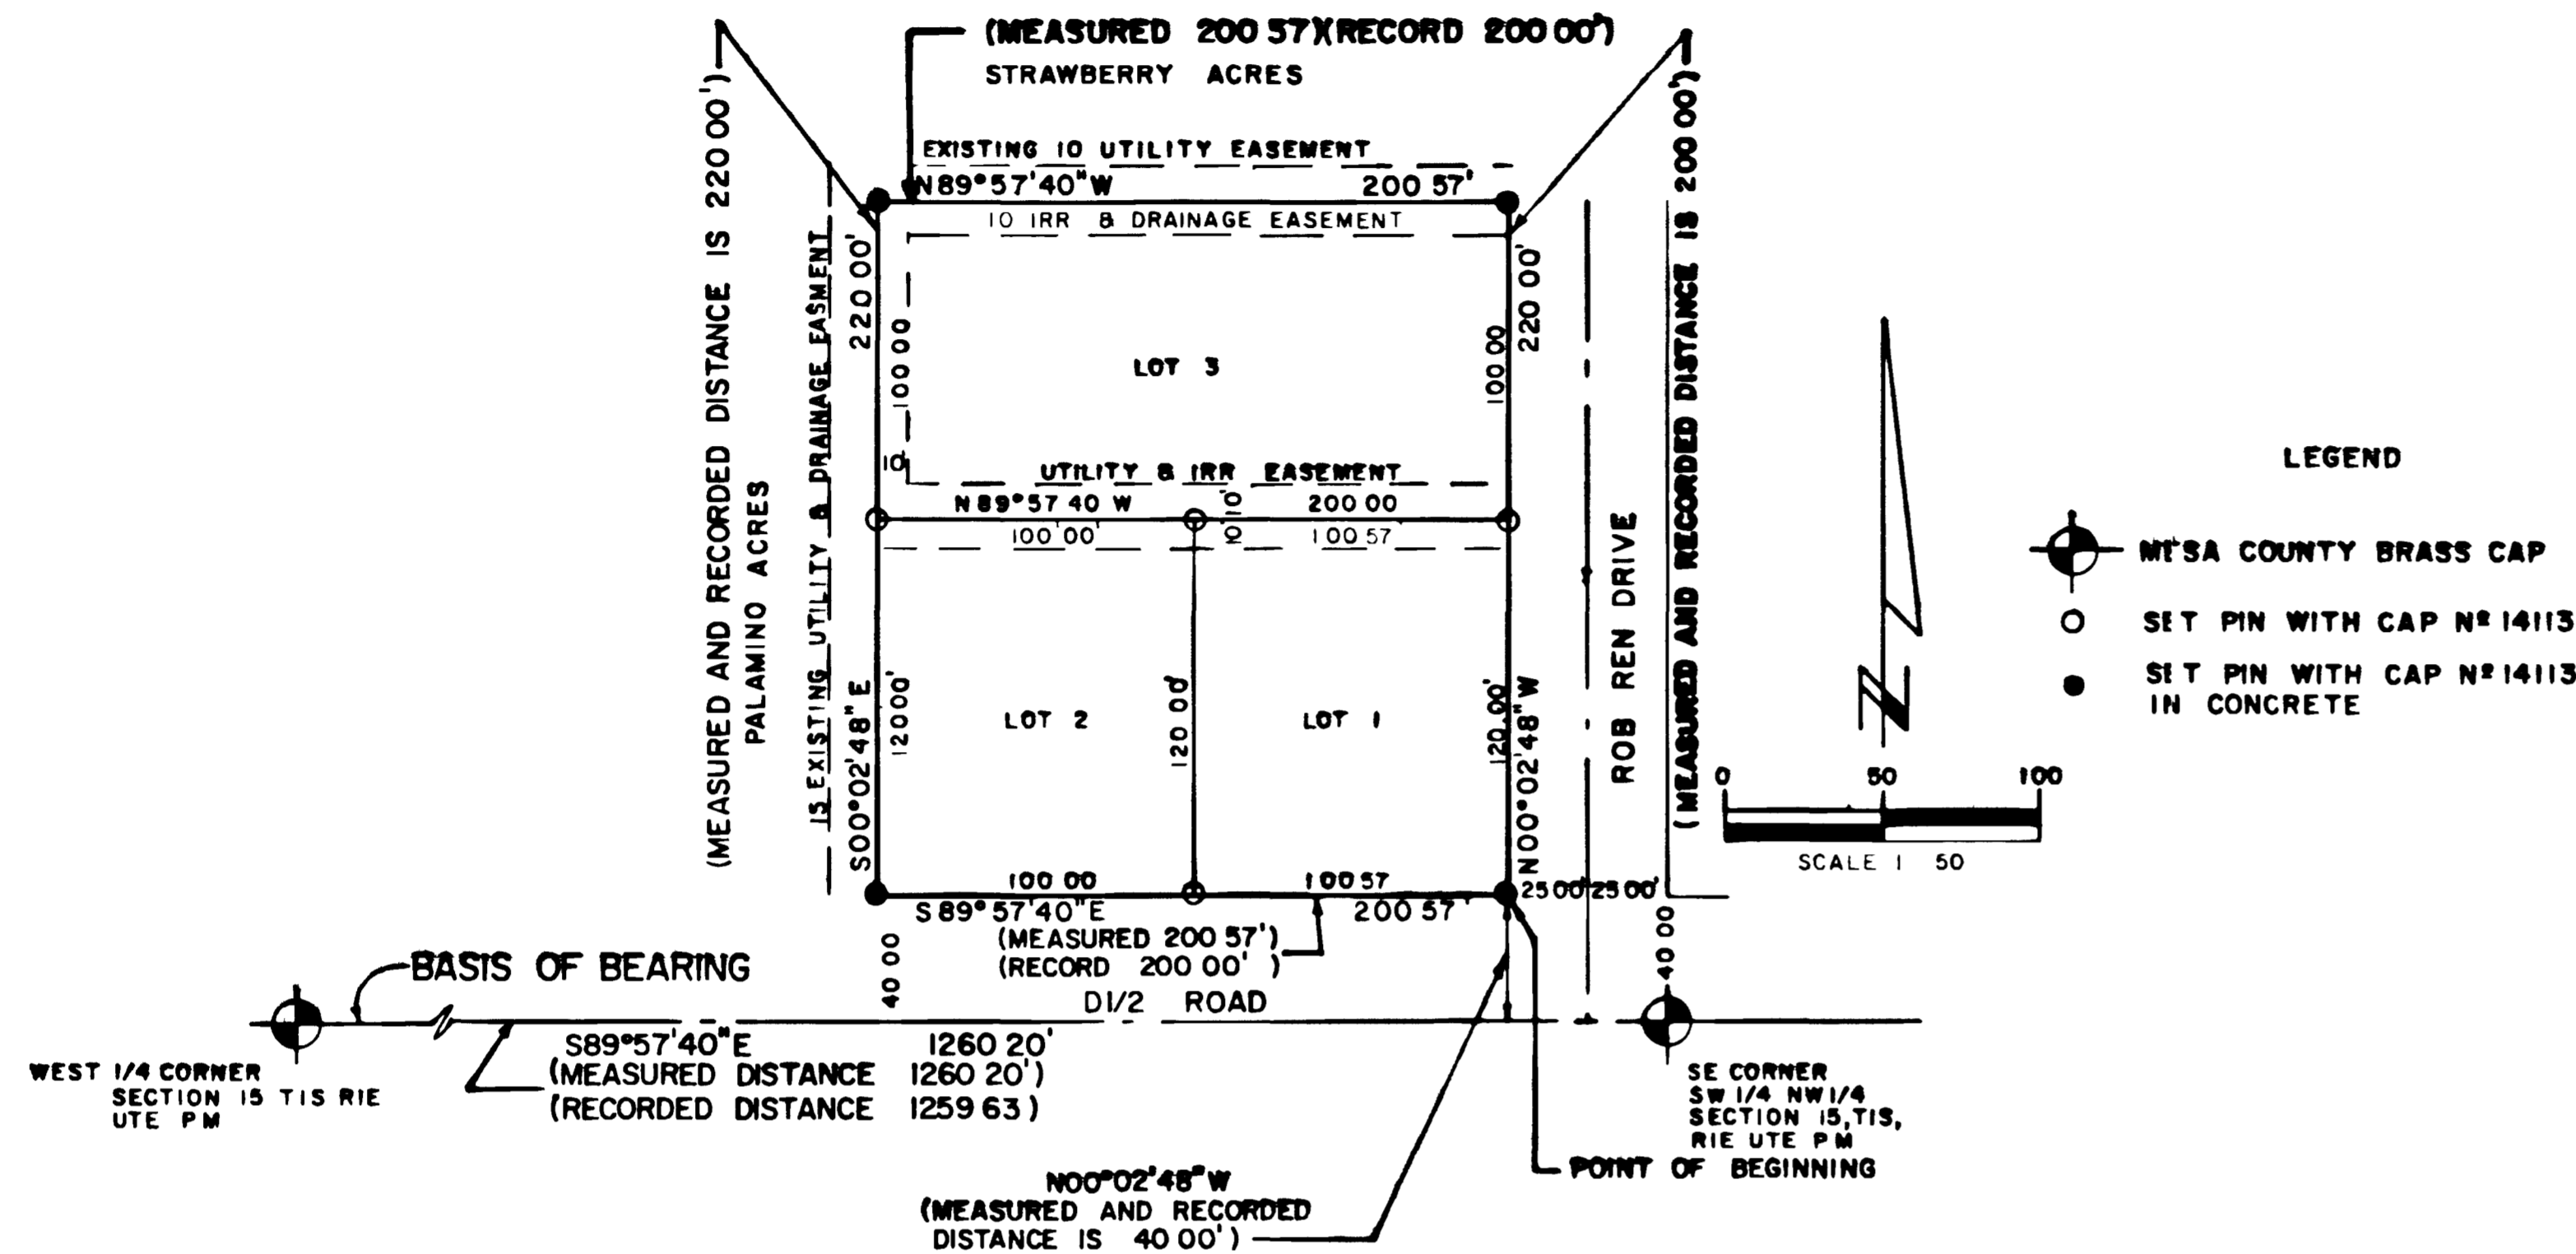 (MEASURED 200 57')(RECORD 200 00')
STRAWBERRY ACRES
EXISTING 10 UTILITY EASEMENT
N89°57'40"W 200 57'
10 IRR & DRAINAGE EASEMENT
(MEASURED AND RECORDED DISTANCE IS 220 00')
PALAMINO ACRES
15 EXISTING UTILITY & DRAINAGE EASMENT
220 00'
100 00
S00°02'48"E
120 00'
LOT 3
100 00
220 00'
10'
UTILITY & IRR EASEMENT
N89°57 40 W 200 00
10' 10'
100'00' 100 57
LOT 2
120 00'
LOT 1
120.00'
N00°02'48"W
ROB REN DRIVE
(MEASURED AND RECORDED DISTANCE IS 200 00')
100 00 100 57
S89°57'40"E 200 57'
25 00' 25 00'
(MEASURED 200 57')
(RECORD 200 00')
40 00
40 00
D1/2 ROAD
BASIS OF BEARING
S89°57'40"E 1260 20'
(MEASURED DISTANCE 1260 20')
(RECORDED DISTANCE 1259 63)
WEST 1/4 CORNER
SECTION 15 T1S R1E
UTE PM
SE CORNER
SW 1/4 NW 1/4
SECTION 15, T1S,
R1E UTE PM
POINT OF BEGINNING
N00°02'48"W
(MEASURED AND RECORDED
DISTANCE IS 40 00')
N
0 50 100
SCALE 1 50
LEGEND
MESA COUNTY BRASS CAP
SET PIN WITH CAP Nº 14113
SET PIN WITH CAP Nº 14113
IN CONCRETE